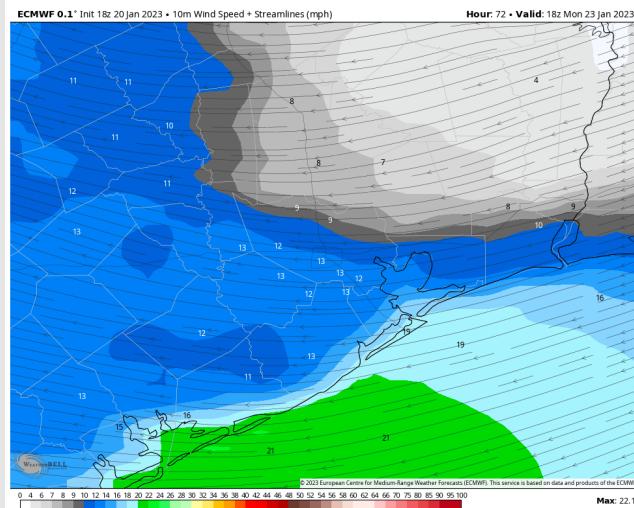 ECMWF 0.1° Init 18z 20 Jan 2023 • 10m Wind Speed + Streamlines (mph) Hour: 72 • Valid: 18z Mon 23 Jan 2023
11 11 8 4
10
11 8 7
11
12 9 9 8 9
10
13 13 12
13 13 12
12 13 16
12 15 19
13
11
13
15 16 21
21
WeatherBELL
© 2023 European Centre for Medium-Range Weather Forecasts (ECMWF). This service is based on data and products of the ECMWF
0 4 6 7 8 9 10 12 14 16 18 20 22 24 26 28 30 32 34 36 38 40 42 44 46 48 50 52 54 56 58 60 62 64 66 70 75 80 85 90 95 100
Max: 22.1